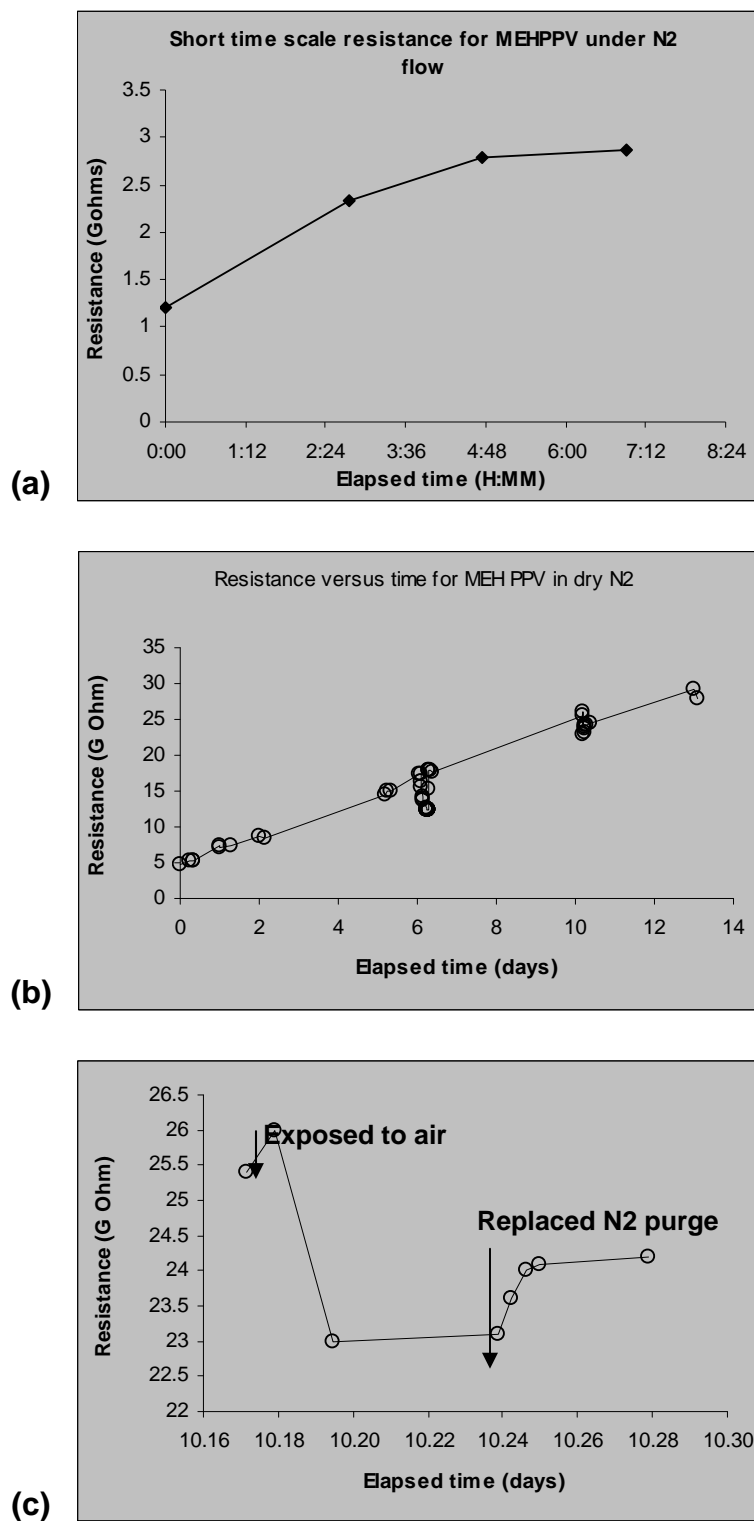 Short time scale resistance for MEHPPV under N2
flow
3.5
3
2.5
2
1.5
1
0.5
0
Resistance (Gohms)
0:00 1:12 2:24 3:36 4:48 6:00 7:12 8:24
Elapsed time (H:MM)
(a)
Resistance versus time for MEH PPV in dry N2
35
30
25
20
15
10
5
0
Resistance (G Ohm)
0 2 4 6 8 10 12 14
Elapsed time (days)
(b)
26.5
26
25.5
25
24.5
24
23.5
23
22.5
22
Resistance (G Ohm)
Exposed to air
Replaced N2 purge
10.16 10.18 10.20 10.22 10.24 10.26 10.28 10.30
Elapsed time (days)
(c)